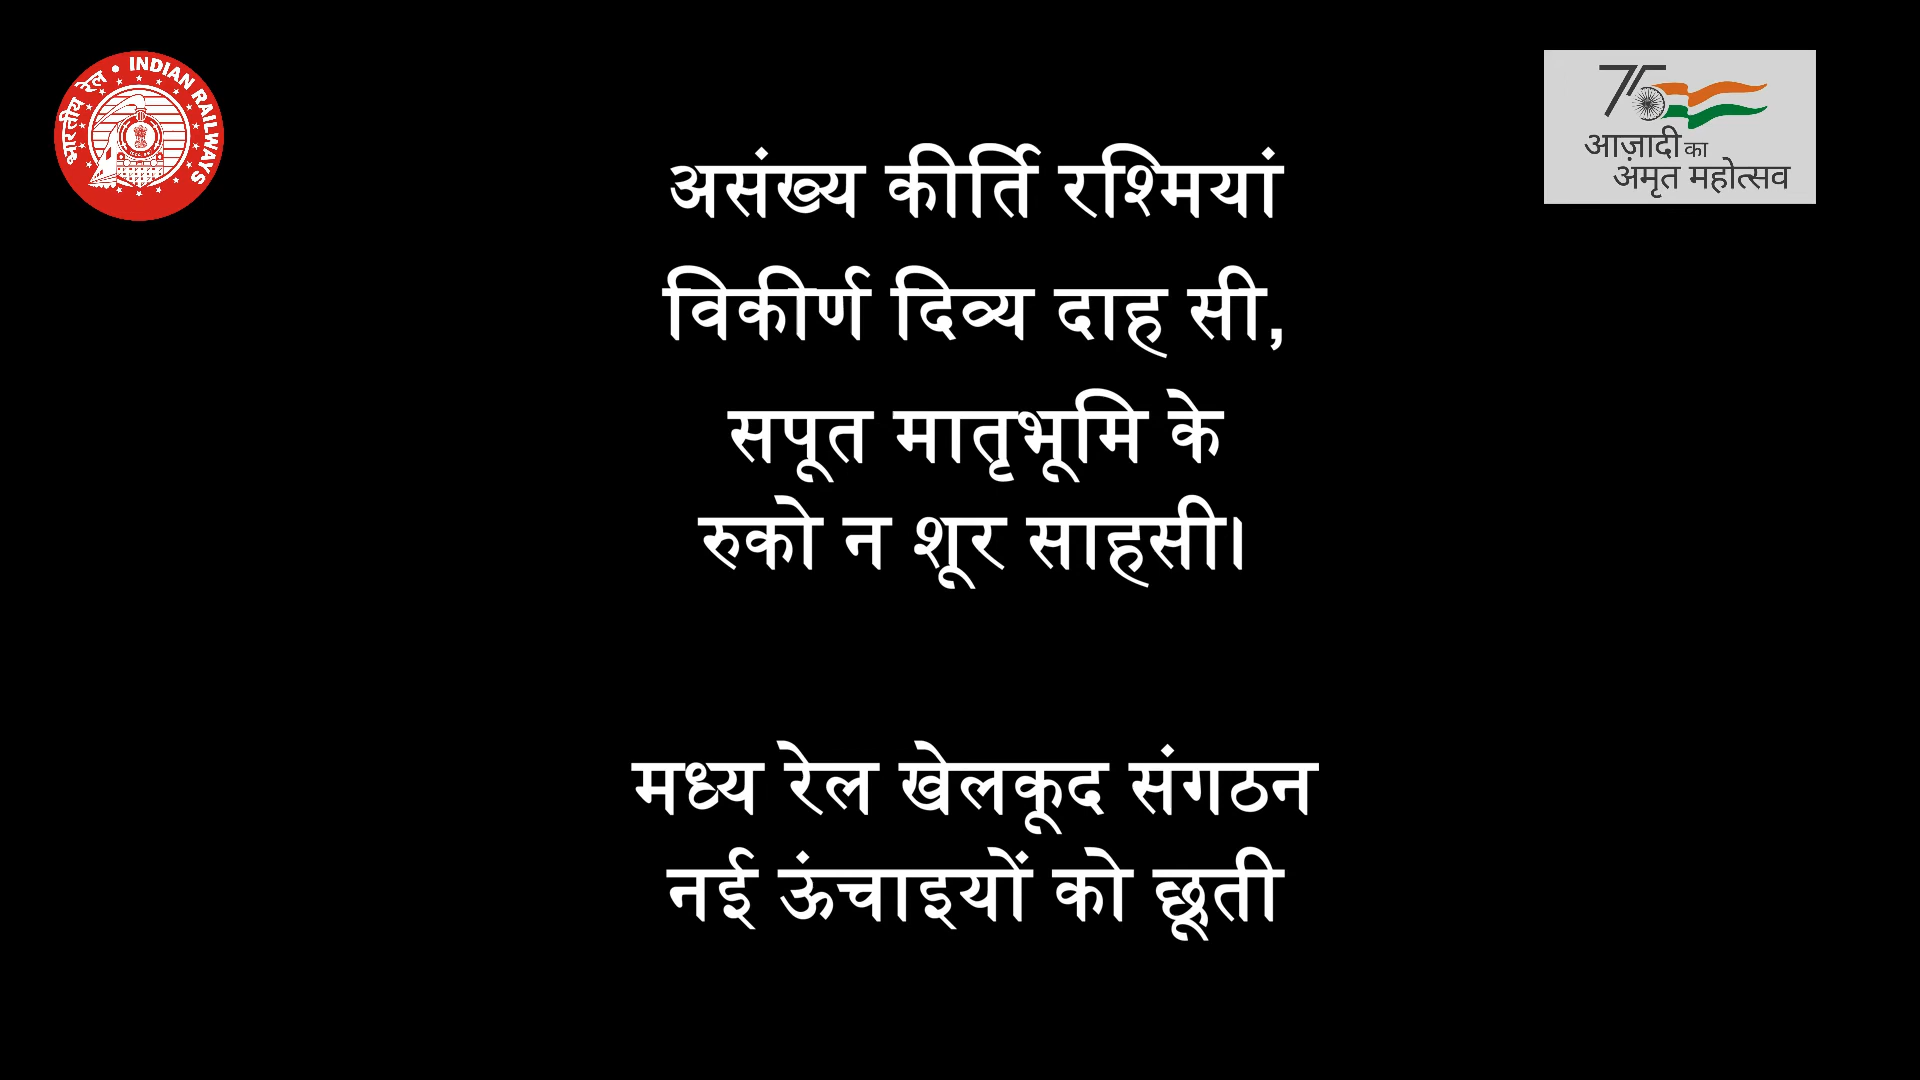 भारतीय रेल • INDIAN RAILWAYS
75
आज़ादी का
अमृत महोत्सव
असंख्य कीर्ति रश्मियां
विकीर्ण दिव्य दाह सी,
सपूत मातृभूमि के
रुको न शूर साहसी।
मध्य रेल खेलकूद संगठन
नई ऊंचाइयों को छूती